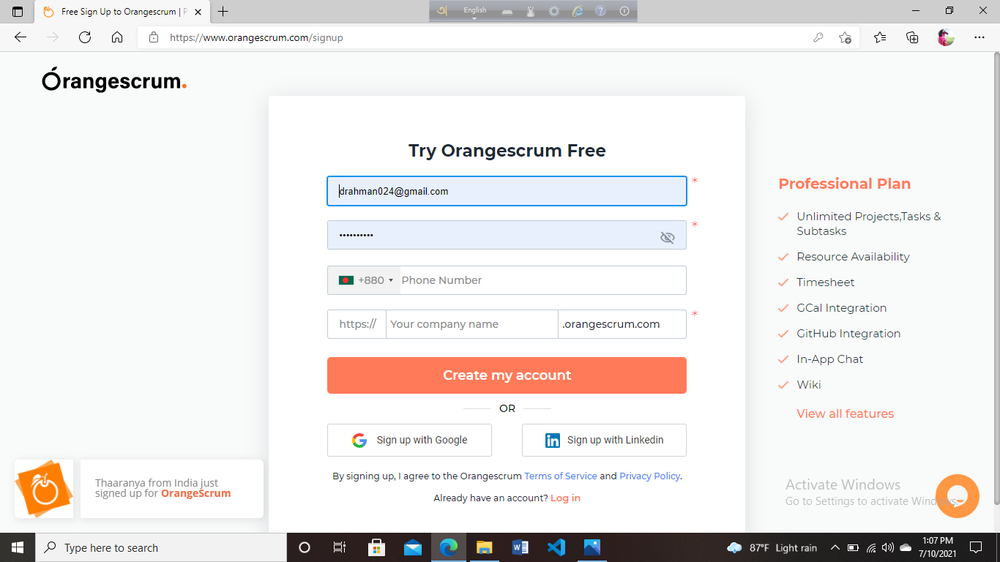 Free Sign Up to Orangescrum | P
English
https://www.orangescrum.com/signup
Orangescrum.
Try Orangescrum Free
drahman024@gmail.com
*
••••••••••
*
+880
Phone Number
https://
Your company name
.orangescrum.com
*
Create my account
OR
Sign up with Google
Sign up with Linkedin
By signing up, I agree to the Orangescrum Terms of Service and Privacy Policy.
Already have an account? Log in
Professional Plan
Unlimited Projects,Tasks &
Subtasks
Resource Availability
Timesheet
GCal Integration
GitHub Integration
In-App Chat
Wiki
View all features
Thaaranya from India just
signed up for OrangeScrum
Activate Windows
Go to Settings to activate Windows.
Type here to search
87°F Light rain
1:07 PM
7/10/2021